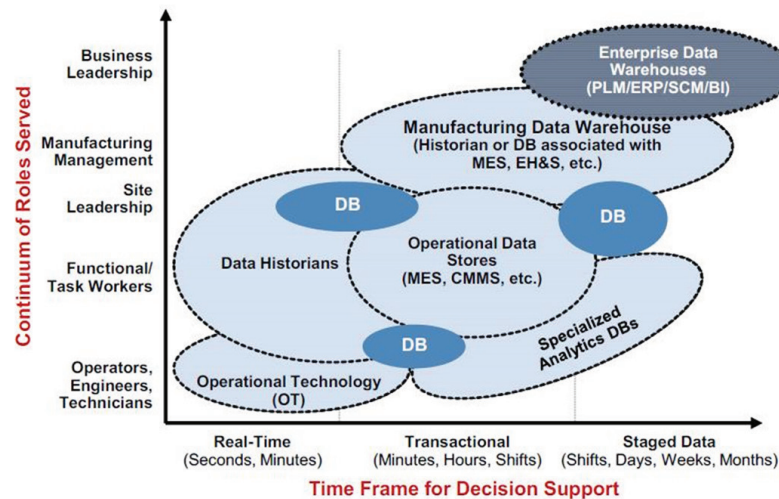 Continuum of Roles Served
Business
Leadership
Manufacturing
Management
Site
Leadership
Functional/
Task Workers
Operators,
Engineers,
Technicians
Enterprise Data
Warehouses
(PLM/ERP/SCM/BI)
Manufacturing Data Warehouse
(Historian or DB associated with
MES, EH&S, etc.)
DB
DB
Data Historians
Operational Data
Stores
(MES, CMMS, etc.)
DB
Specialized
Analytics DBs
Operational Technology
(OT)
Real-Time
(Seconds, Minutes)
Transactional
(Minutes, Hours, Shifts)
Staged Data
(Shifts, Days, Weeks, Months)
Time Frame for Decision Support